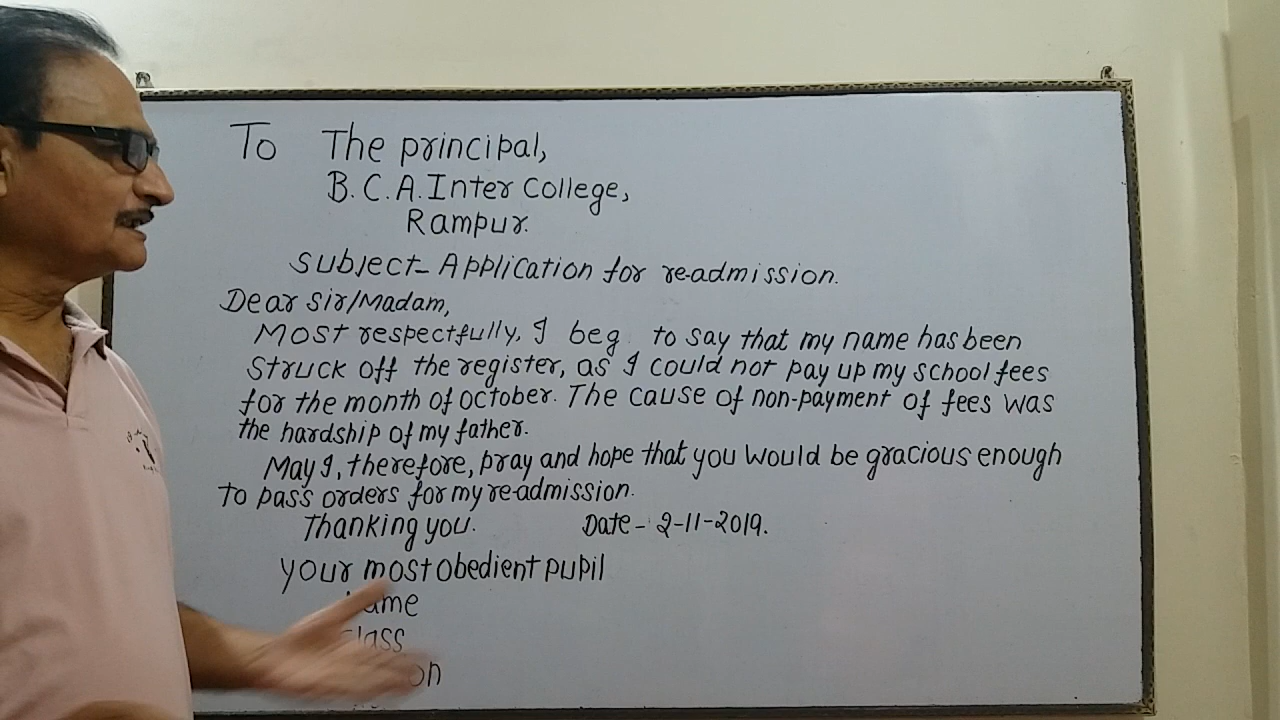 To The principal,
B.C.A. Inter College,
Rampur.
Subject- Application for re-admission.
Dear Sir/Madam,
Most respectfully, I beg to say that my name has been
struck off the register, as I could not pay up my school fees
for the month of October. The cause of non-payment of fees was
the hardship of my father.
May I, therefore, pray and hope that you would be gracious enough
to pass orders for my re-admission.
Thanking you. Date - 2-11-2019.
Your most obedient pupil